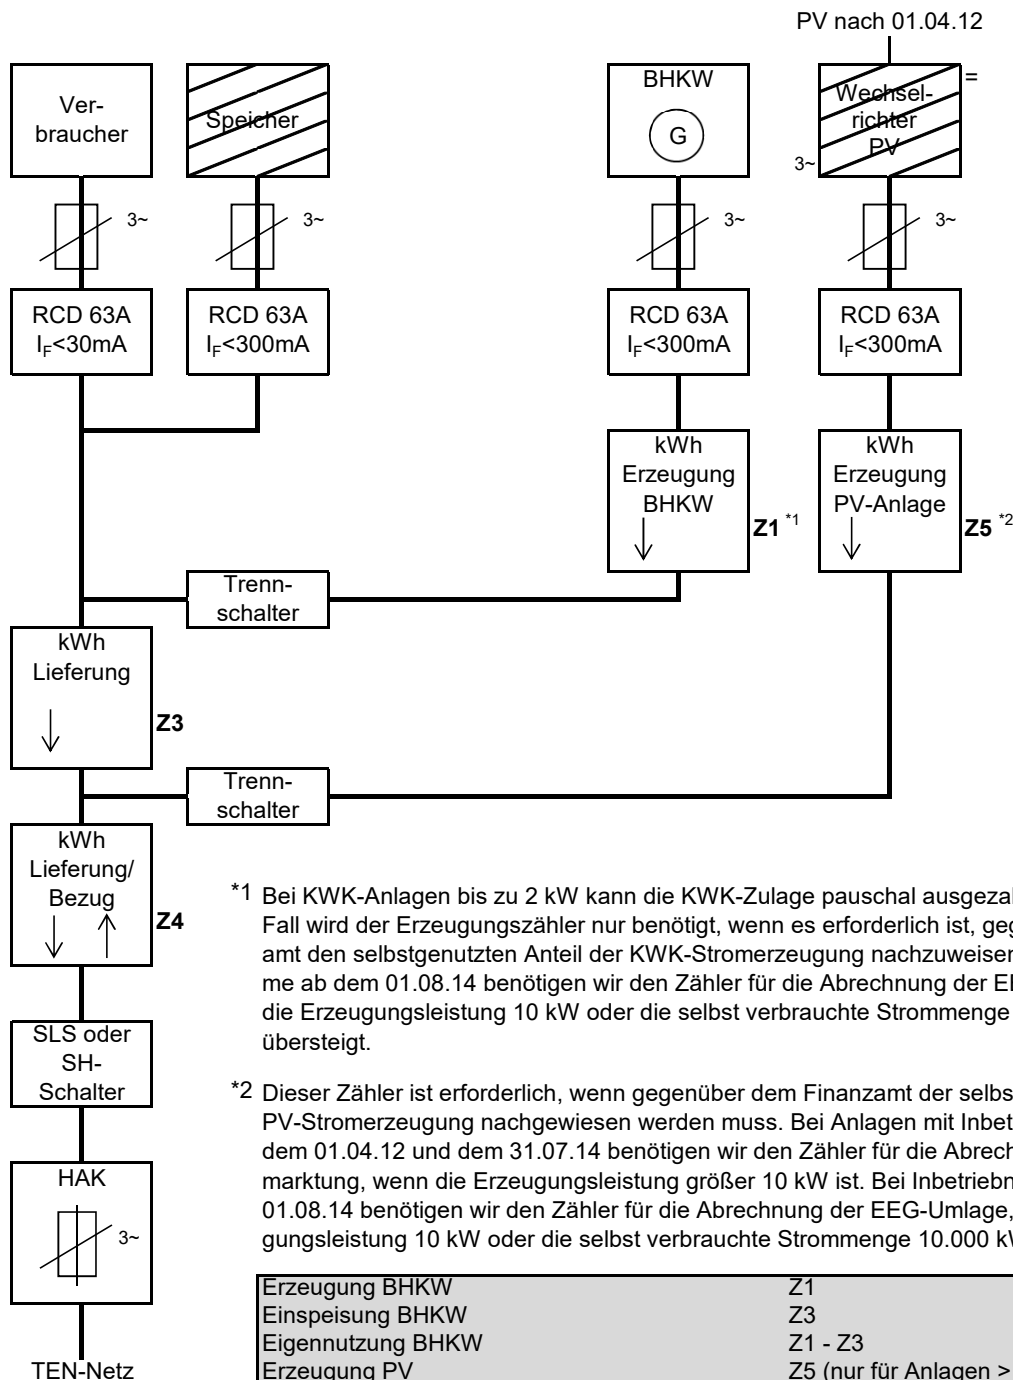 PV nach 01.04.12
Ver-
braucher
Speicher
BHKW
G
Wechsel-
richter
PV
=
3~
3~
3~
3~
3~
RCD 63A
IF<30mA
RCD 63A
IF<300mA
RCD 63A
IF<300mA
RCD 63A
IF<300mA
kWh
Erzeugung
BHKW
Z1 *1
kWh
Erzeugung
PV-Anlage
Z5 *2
Trenn-
schalter
kWh
Lieferung
Z3
Trenn-
schalter
kWh
Lieferung/
Bezug
Z4
SLS oder
SH-
Schalter
HAK
3~
TEN-Netz
*1 Bei KWK-Anlagen bis zu 2 kW kann die KWK-Zulage pauschal ausgezah
Fall wird der Erzeugungszähler nur benötigt, wenn es erforderlich ist, geg
amt den selbstgenutzten Anteil der KWK-Stromerzeugung nachzuweisen
me ab dem 01.08.14 benötigen wir den Zähler für die Abrechnung der EE
die Erzeugungsleistung 10 kW oder die selbst verbrauchte Strommenge
übersteigt.
*2 Dieser Zähler ist erforderlich, wenn gegenüber dem Finanzamt der selbs
PV-Stromerzeugung nachgewiesen werden muss. Bei Anlagen mit Inbet
dem 01.04.12 und dem 31.07.14 benötigen wir den Zähler für die Abrech
marktung, wenn die Erzeugungsleistung größer 10 kW ist. Bei Inbetriebn
01.08.14 benötigen wir den Zähler für die Abrechnung der EEG-Umlage,
gungsleistung 10 kW oder die selbst verbrauchte Strommenge 10.000 kW
Erzeugung BHKW Z1
Einspeisung BHKW Z3
Eigennutzung BHKW Z1 - Z3
Erzeugung PV Z5 (nur für Anlagen >